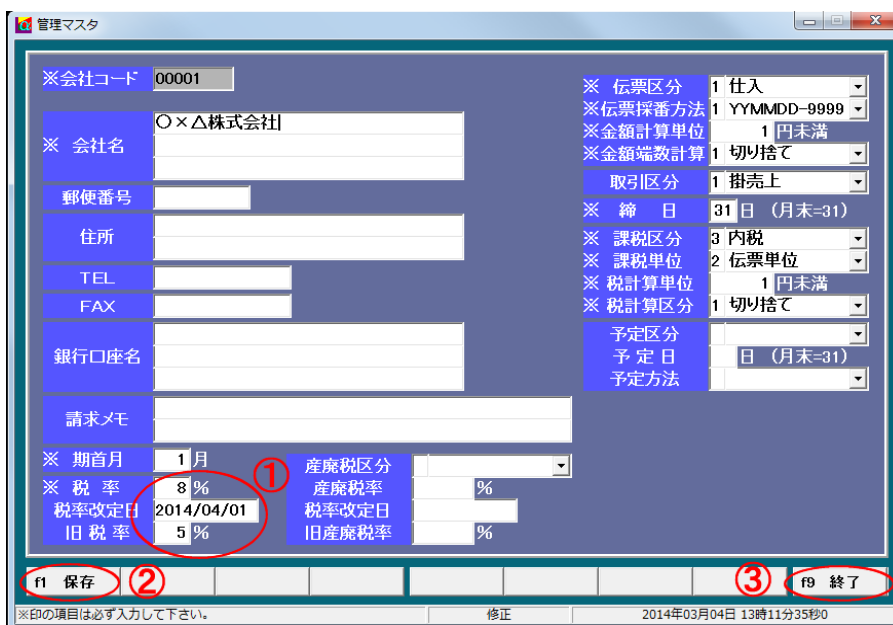 管理マスタ
※会社コード 00001
※ 会社名 〇×△株式会社
郵便番号
住所
TEL
FAX
銀行口座名
請求メモ
※ 期首月 1 月
※ 税 率 8 %
税率改定日 2014/04/01
旧 税 率 5 %
①
産廃税区分
産廃税率 %
税率改定日
旧産廃税率 %
※ 伝票区分 1 仕入
※伝票採番方法 1 YYMMDD-9999
※金額計算単位 1 円未満
※金額端数計算 1 切り捨て
取引区分 1 掛売上
※ 締 日 31 日 (月末=31)
※ 課税区分 3 内税
※ 課税単位 2 伝票単位
※ 税計算単位 1 円未満
※ 税計算区分 1 切り捨て
予定区分
予 定 日 日 (月末=31)
予定方法
f1 保存 ② ③ f9 終了
※印の項目は必ず入力して下さい。 修正 2014年03月04日 13時11分35秒0